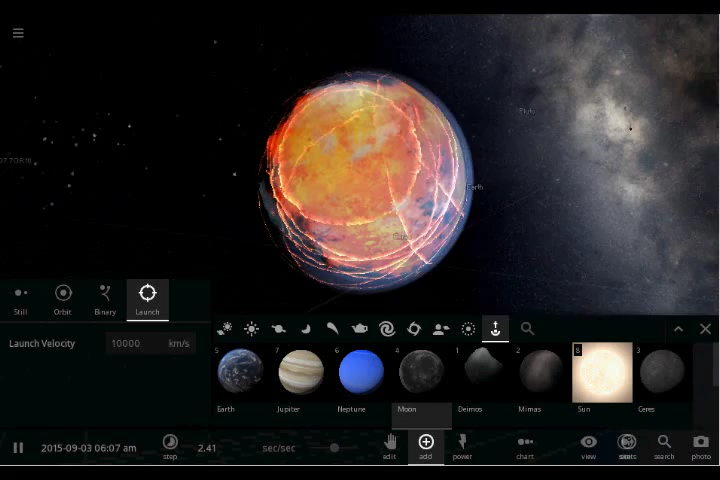 Pluto
Earth
Still
Orbit
Binary
Launch
Launch Velocity
10000 km/s
5
7
6
4
1
2
8
3
Earth
Jupiter
Neptune
Moon
Deimos
Mimas
Sun
Ceres
2015-09-03 06:07 am
step
2.41
sec/sec
edit
add
power
chart
view
search
photo